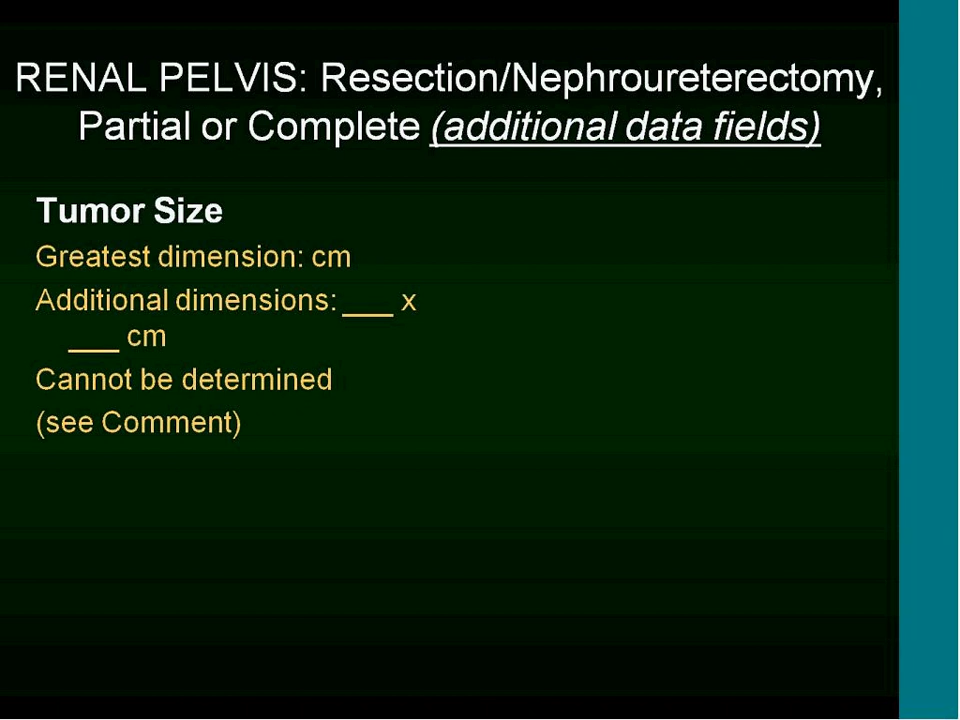 RENAL PELVIS: Resection/Nephroureterectomy,
Partial or Complete (additional data fields)
Tumor Size
Greatest dimension: cm
Additional dimensions: ___ x
___ cm
Cannot be determined
(see Comment)